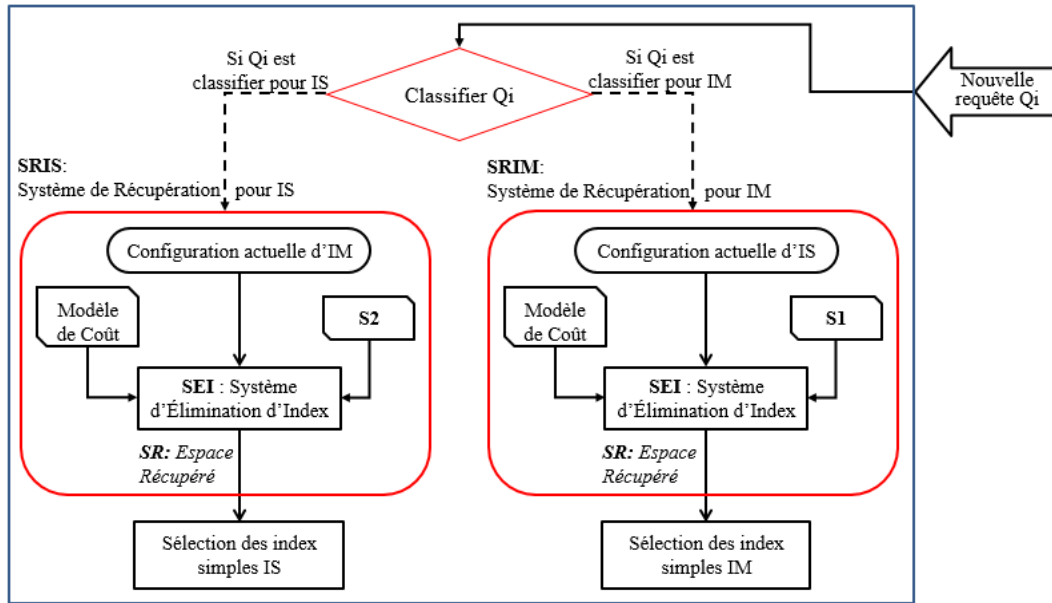 Si Qi est
classifier pour IS
Classifier Qi
Si Qi est
classifier pour IM
Nouvelle
requête Qi
SRIS:
Système de Récupération pour IS
SRIM:
Système de Récupération pour IM
Configuration actuelle d'IM
Modèle
de Coût
S2
SEI : Système
d'Élimination d'Index
SR: Espace
Récupéré
Sélection des index
simples IS
Configuration actuelle d'IS
Modèle
de Coût
S1
SEI : Système
d'Élimination d'Index
SR: Espace
Récupéré
Sélection des index
simples IM